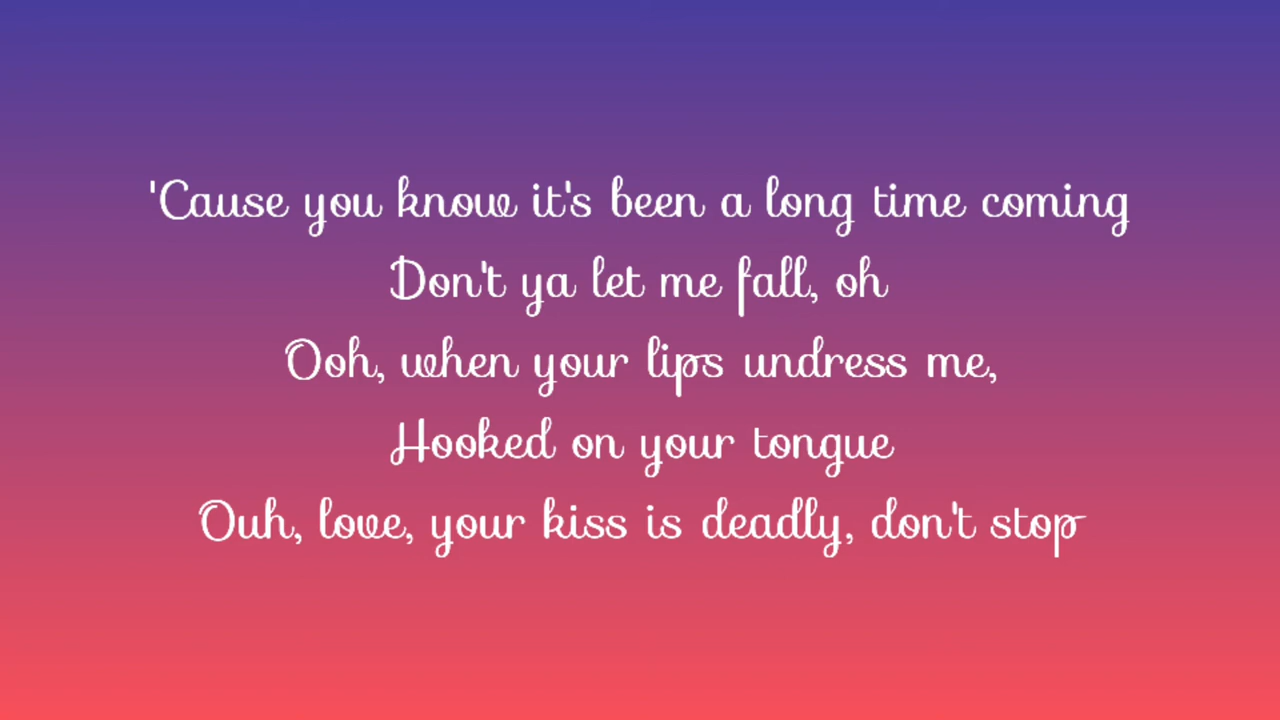 'Cause you know it's been a long time coming
Don't ya let me fall, oh
Ooh, when your lips undress me,
Hooked on your tongue
Ouh, love, your kiss is deadly, don't stop